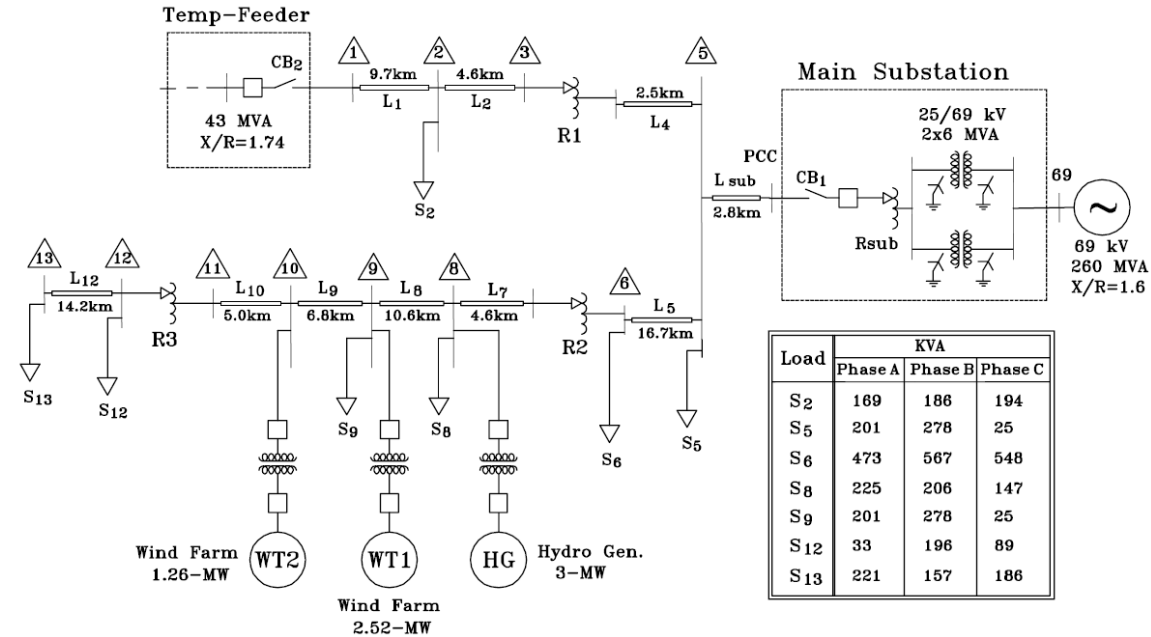 Temp-Feeder
CB2
43 MVA
X/R=1.74
1
2
3
5
9.7km
L1
4.6km
L2
R1
2.5km
L4
S2
Main Substation
25/69 kV
2x6 MVA
PCC
CB1
L sub
2.8km
Rsub
69
~
69 kV
260 MVA
X/R=1.6
13
12
11
10
9
8
6
L12
14.2km
R3
L10
5.0km
L9
6.8km
L8
10.6km
L7
4.6km
R2
L5
16.7km
S13
S12
S9
S8
S6
S5
Wind Farm
1.26-MW
WT2
WT1
Wind Farm
2.52-MW
HG
Hydro Gen.
3-MW
Load KVA
Phase A Phase B Phase C
S2 169 186 194
S5 201 278 25
S6 473 567 548
S8 225 206 147
S9 201 278 25
S12 33 196 89
S13 221 157 186